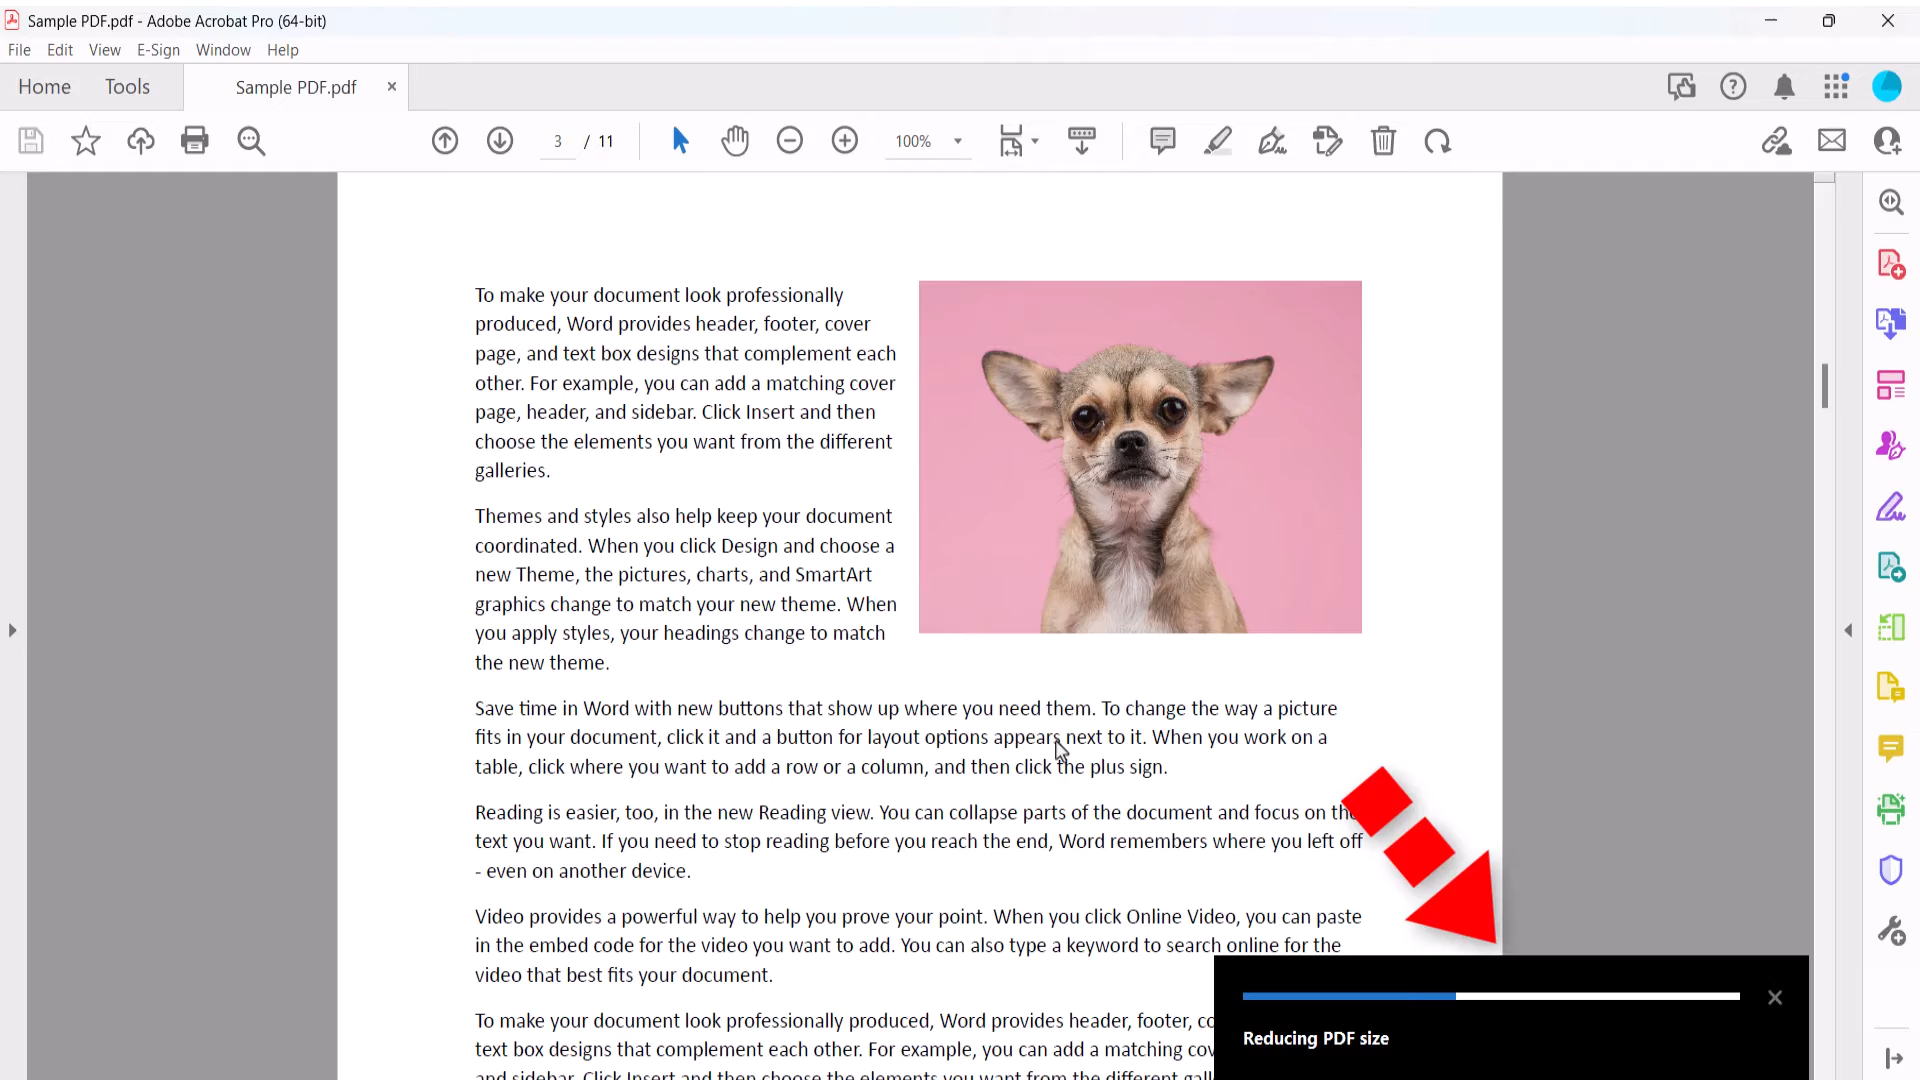 Sample PDF.pdf - Adobe Acrobat Pro (64-bit)
File Edit View E-Sign Window Help
Home Tools Sample PDF.pdf
3 / 11 100%
To make your document look professionally
produced, Word provides header, footer, cover
page, and text box designs that complement each
other. For example, you can add a matching cover
page, header, and sidebar. Click Insert and then
choose the elements you want from the different
galleries.
Themes and styles also help keep your document
coordinated. When you click Design and choose a
new Theme, the pictures, charts, and SmartArt
graphics change to match your new theme. When
you apply styles, your headings change to match
the new theme.
Save time in Word with new buttons that show up where you need them. To change the way a picture
fits in your document, click it and a button for layout options appears next to it. When you work on a
table, click where you want to add a row or a column, and then click the plus sign.
Reading is easier, too, in the new Reading view. You can collapse parts of the document and focus on the
text you want. If you need to stop reading before you reach the end, Word remembers where you left off
- even on another device.
Video provides a powerful way to help you prove your point. When you click Online Video, you can paste
in the embed code for the video you want to add. You can also type a keyword to search online for the
video that best fits your document.
To make your document look professionally produced, Word provides header, footer,
text box designs that complement each other. For example, you can add a matching
and sidebar. Click Insert and then choose the elements you want from the different
Reducing PDF size